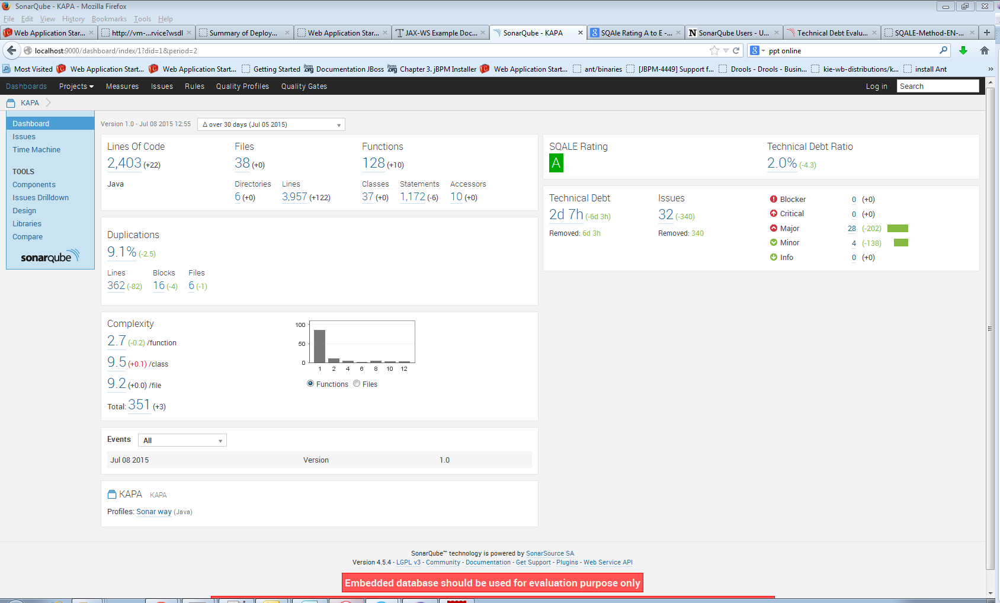 SonarQube - KAPA - Mozilla Firefox
File Edit View History Bookmarks Tools Help
Web Application Star... http://vm-...rvice?wsdl Summary of Deploy... Web Application Star... JAX-WS Example Doc... SonarQube - KAPA SQAle Rating A to E -... SonarQube Users - U... Technical Debt Evalu... SQALE-Method-EN-...
localhost:9000/dashboard/index/1?did=1&period=2 ppt online
Most Visited Web Application Start... Web Application Start... Getting Started Documentation JBoss Chapter 3. jBPM Installer Web Application Start... ant/binaries [JBPM-4449] Support f... Drools - Drools - Busin... kie-wb-distributions/k... install Ant »
Dashboards Projects Measures Issues Rules Quality Profiles Quality Gates Log in Search
KAPA
Dashboard
Issues
Time Machine
TOOLS
Components
Issues Drilldown
Design
Libraries
Compare
sonarqube
Version 1.0 - Jul 08 2015 12:55 Δ over 30 days (Jul 05 2015)
Lines Of Code Files Functions
2,403 (+22) 38 (+0) 128 (+10)
Java Directories Lines Classes Statements Accessors
6 (+0) 3,957 (+122) 37 (+0) 1,172 (-6) 10 (+0)
Duplications
9.1% (-2.5)
Lines Blocks Files
362 (-82) 16 (-4) 6 (-1)
Complexity
2.7 (-0.2) /function
9.5 (+0.1) /class
9.2 (+0.0) /file
Total: 351 (+3)
100
50
0
1 2 4 6 8 10 12
Functions Files
Events All
Jul 08 2015 Version 1.0
KAPA KAPA
Profiles: Sonar way (Java)
SQALE Rating Technical Debt Ratio
A 2.0% (-4.3)
Technical Debt Issues
2d 7h (-6d 3h) 32 (-340)
Removed: 6d 3h Removed: 340
Blocker 0 (+0)
Critical 0 (+0)
Major 28 (-202)
Minor 4 (-138)
Info 0 (+0)
SonarQube™ technology is powered by SonarSource SA
Version 4.5.4 - LGPL v3 - Community - Documentation - Get Support - Plugins - Web Service API
Embedded database should be used for evaluation purpose only